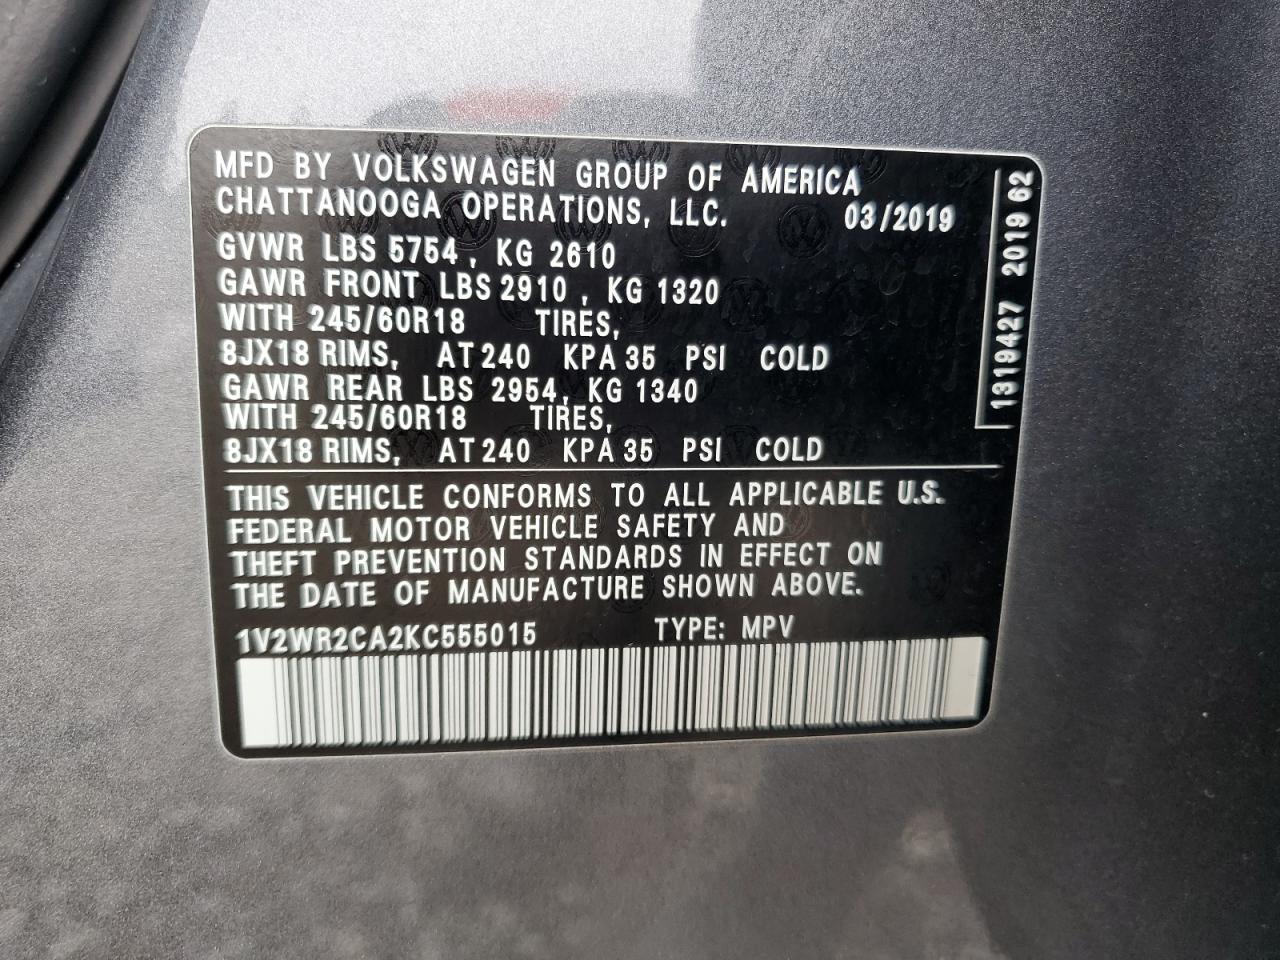 MFD BY VOLKSWAGEN GROUP OF AMERICA
CHATTANOOGA OPERATIONS, LLC. 03/2019
GVWR LBS 5754, KG 2610
GAWR FRONT LBS 2910, KG 1320
WITH 245/60R18 TIRES,
8JX18 RIMS, AT 240 KPA 35 PSI COLD
GAWR REAR LBS 2954, KG 1340
WITH 245/60R18 TIRES,
8JX18 RIMS, AT 240 KPA 35 PSI COLD
1319427 2019 62
THIS VEHICLE CONFORMS TO ALL APPLICABLE U.S.
FEDERAL MOTOR VEHICLE SAFETY AND
THEFT PREVENTION STANDARDS IN EFFECT ON
THE DATE OF MANUFACTURE SHOWN ABOVE.
1V2WR2CA2KC555015 TYPE: MPV